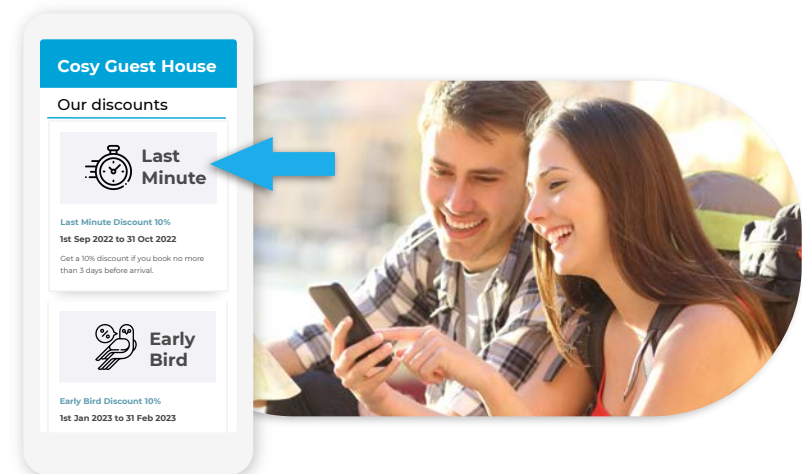 Cosy Guest House
Our discounts
Last
Minute
Last Minute Discount 10%
1st Sep 2022 to 31 Oct 2022
Get a 10% discount if you book no more
than 3 days before arrival.
%
Early
Bird
Early Bird Discount 10%
1st Jan 2023 to 31 Feb 2023